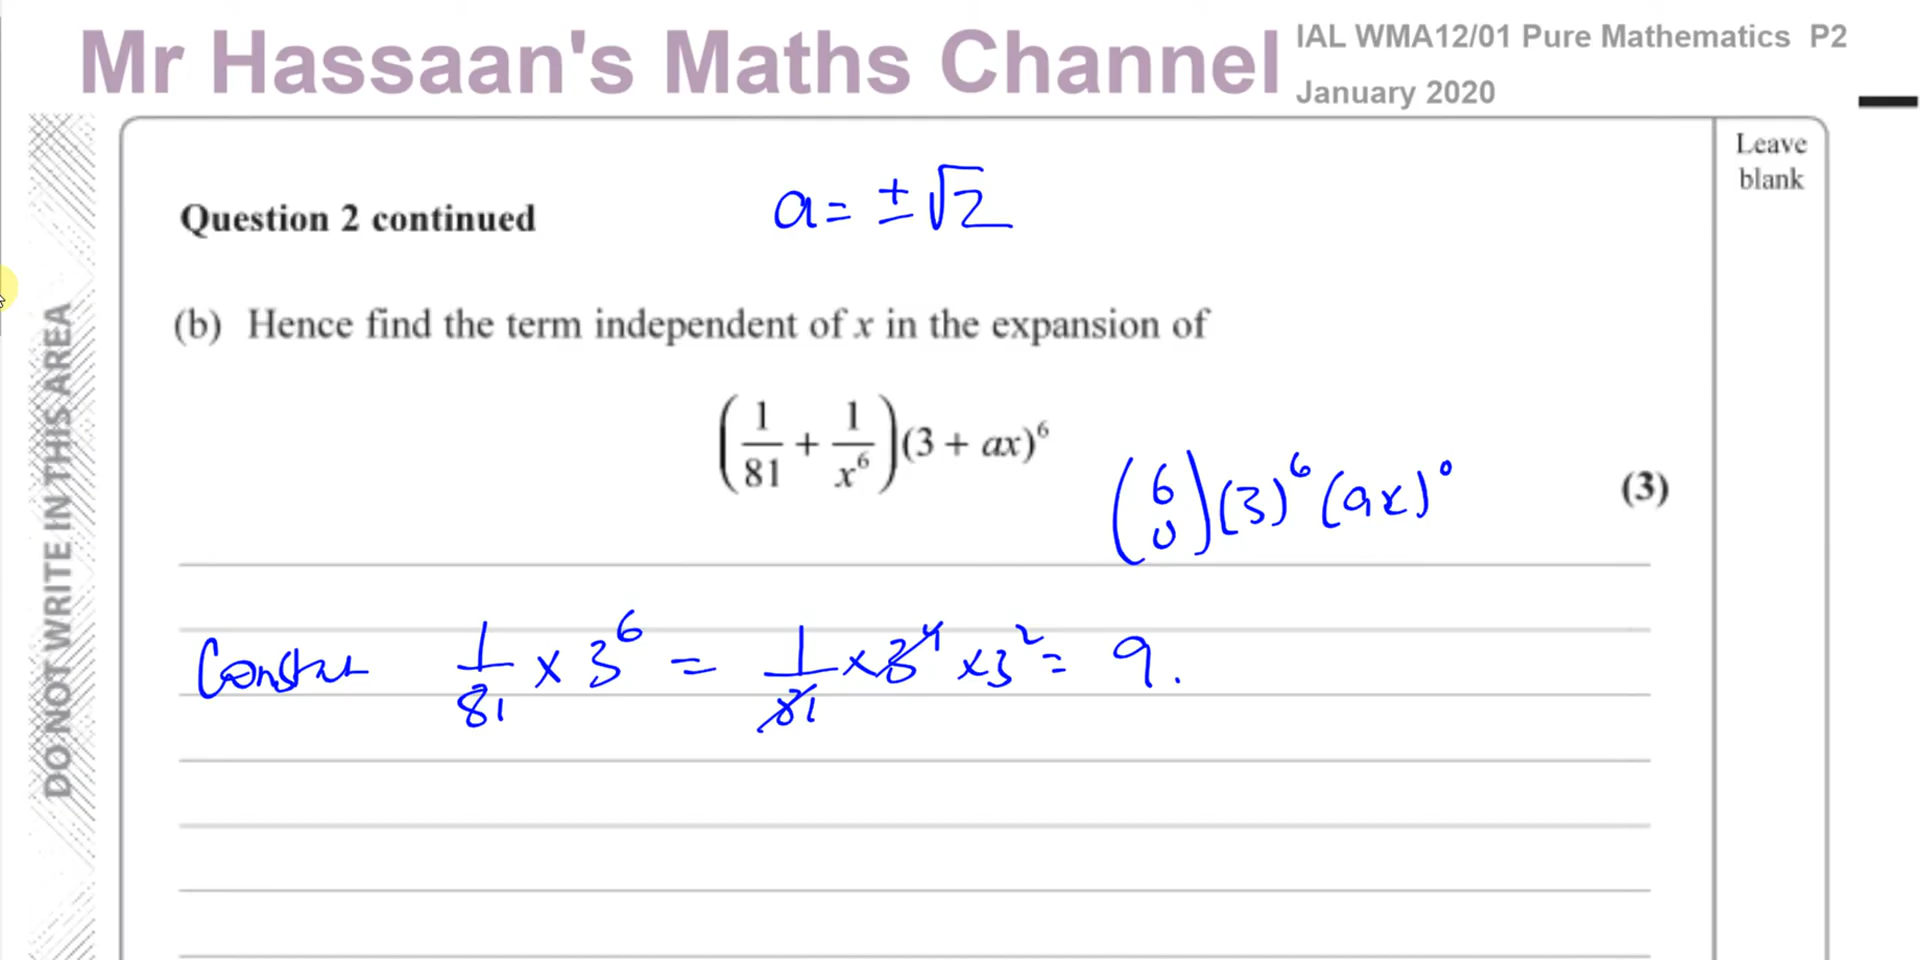 Mr Hassaan's Maths Channel
IAL WMA12/01 Pure Mathematics P2
January 2020
Leave
blank
DO NOT WRITE IN THIS AREA
Question 2 continued
a = ±√2
(b) Hence find the term independent of x in the expansion of
(1/81 + 1/x⁶)(3 + ax)⁶
(6 0)(3)⁶(ax)⁰
(3)
1/81 × 3⁶ = 1/81 × 3⁴ × 3² = 9.